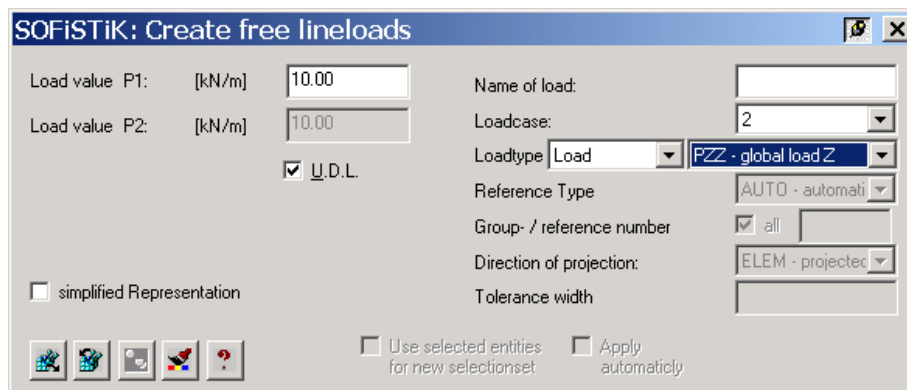 SOFiSTiK: Create free lineloads
Load value P1: [kN/m] 10.00
Load value P2: [kN/m] 10.00
U.D.L.
simplified Representation
Name of load:
Loadcase: 2
Loadtype Load PZZ - global load Z
Reference Type AUTO - automati
Group- / reference number all
Direction of projection: ELEM - projected
Tolerance width
?
Use selected entities
for new selectionset
Apply
automaticly